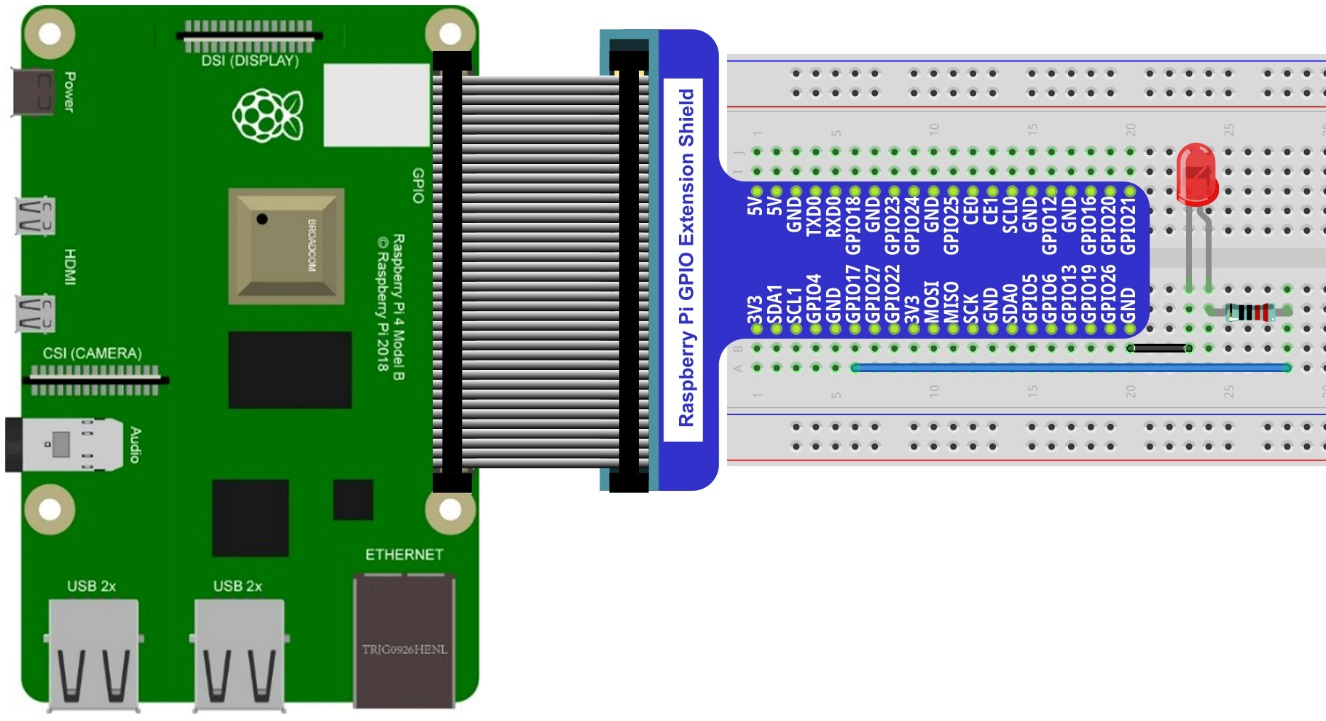 DSI (DISPLAY)
Power
HDMI
CSI (CAMERA)
Audio
USB 2x
USB 2x
ETHERNET
TRJG0926HENL
GPIO
BROADCOM
Raspberry Pi 4 Model B
© Raspberry Pi 2018
Raspberry Pi GPIO Extension Shield
1 5 10 15 20 25
J
I
5V 5V GND TXD0 RXD0 GPIO18 GND GPIO23 GPIO24 GND GPIO25 CE0 CE1 SCL0 GND GPIO12 GND GPIO16 GPIO20 GPIO21
3V3 SDA1 SCL1 GPIO4 GND GPIO17 GPIO27 GPIO22 3V3 MOSI MISO SCK GND SDA0 GPIO5 GPIO6 GPIO13 GPIO19 GPIO26 GND
B
A
1 5 10 15 20 25